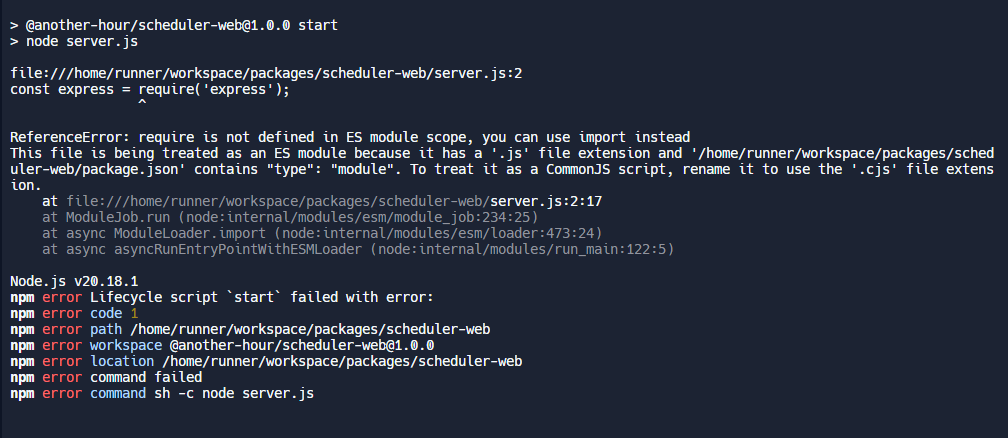 > @another-hour/scheduler-web@1.0.0 start
> node server.js
file:///home/runner/workspace/packages/scheduler-web/server.js:2
const express = require('express');
^
ReferenceError: require is not defined in ES module scope, you can use import instead
This file is being treated as an ES module because it has a '.js' file extension and '/home/runner/workspace/packages/sched
uler-web/package.json' contains "type": "module". To treat it as a CommonJS script, rename it to use the '.cjs' file extens
ion.
at file:///home/runner/workspace/packages/scheduler-web/server.js:2:17
at ModuleJob.run (node:internal/modules/esm/module_job:234:25)
at async ModuleLoader.import (node:internal/modules/esm/loader:473:24)
at async asyncRunEntryPointWithESMLoader (node:internal/modules/run_main:122:5)
Node.js v20.18.1
npm error Lifecycle script `start` failed with error:
npm error code 1
npm error path /home/runner/workspace/packages/scheduler-web
npm error workspace @another-hour/scheduler-web@1.0.0
npm error location /home/runner/workspace/packages/scheduler-web
npm error command failed
npm error command sh -c node server.js